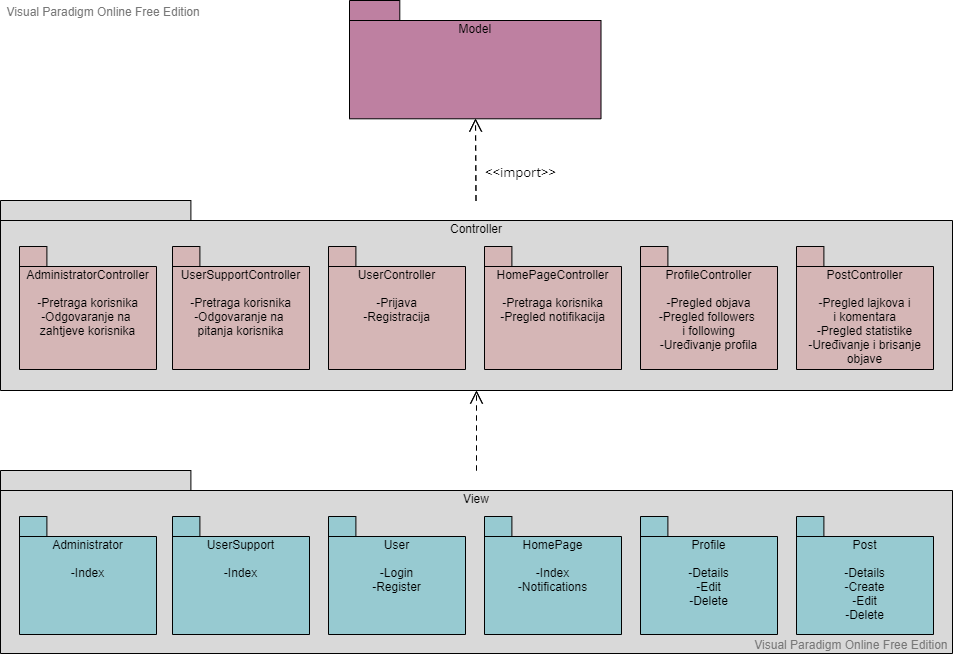 Visual Paradigm Online Free Edition
Model
<<import>>
Controller
AdministratorController
-Pretraga korisnika
-Odgovaranje na
zahtjeve korisnika
UserSupportController
-Pretraga korisnika
-Odgovaranje na
pitanja korisnika
UserController
-Prijava
-Registracija
HomePageController
-Pretraga korisnika
-Pregled notifikacija
ProfileController
-Pregled objava
-Pregled followers
i following
-Uređivanje profila
PostController
-Pregled lajkova i
i komentara
-Pregled statistike
-Uređivanje i brisanje
objave
View
Administrator
-Index
UserSupport
-Index
User
-Login
-Register
HomePage
-Index
-Notifications
Profile
-Details
-Edit
-Delete
Post
-Details
-Create
-Edit
-Delete
Visual Paradigm Online Free Edition